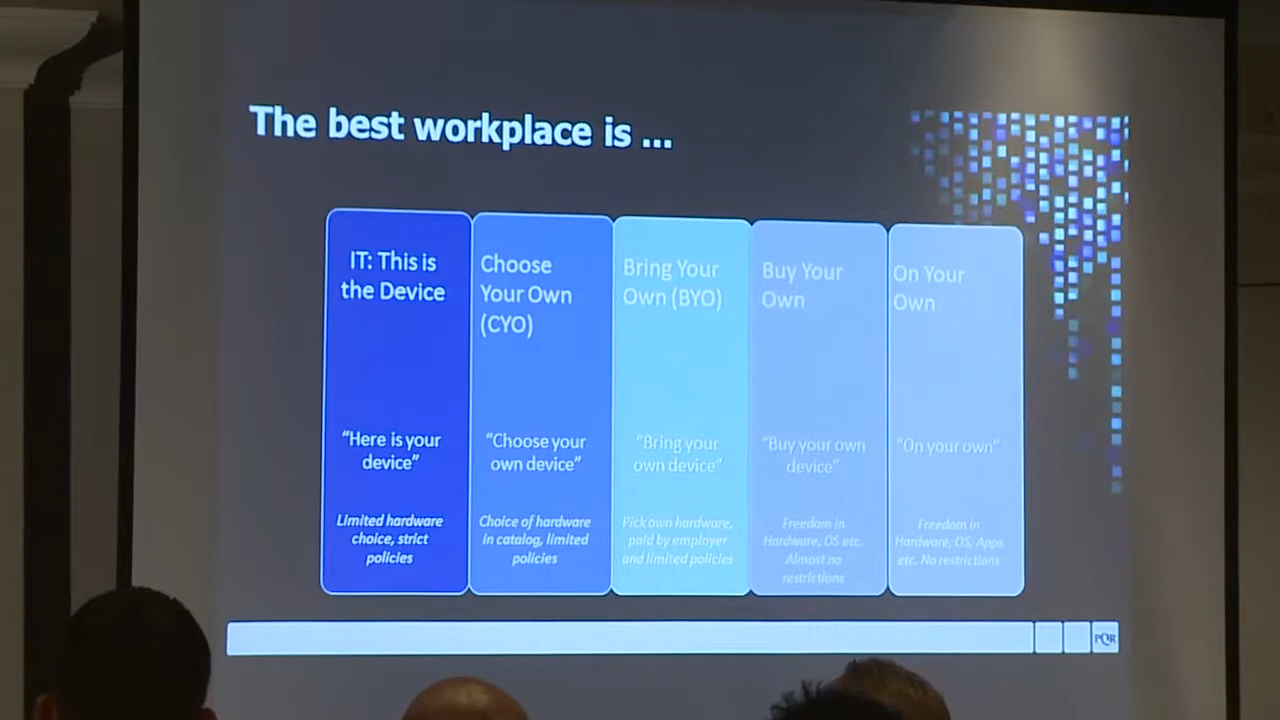 The best workplace is ...
IT: This is
the Device
"Here is your
device"
Limited hardware
choice, strict
policies
Choose
Your Own
(CYO)
"Choose your
own device"
Choice of hardware
in catalog, limited
policies
Bring Your
Own (BYO)
"Bring your
own device"
Pick own hardware,
paid by employer
and limited policies
Buy Your
Own
"Buy your own
device"
Freedom in
Hardware, OS etc.
Almost no
restrictions
On Your
Own
"On your own"
Freedom in
Hardware, OS, Apps
etc. No restrictions
PQR